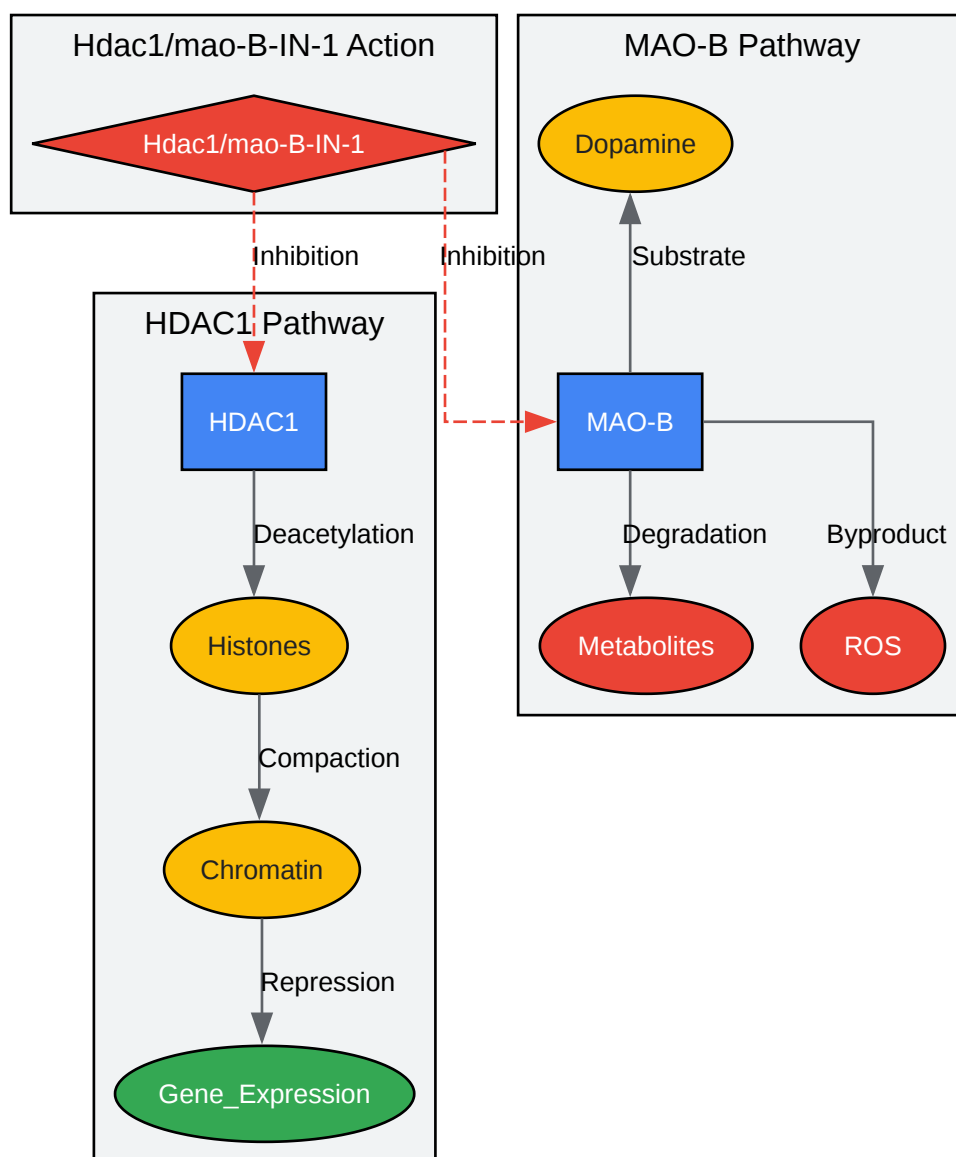 Hdac1/mao-B-IN-1 Action
Hdac1/mao-B-IN-1
Inhibition
Inhibition
HDAC1 Pathway
HDAC1
Deacetylation
Histones
Compaction
Chromatin
Repression
Gene_Expression
MAO-B Pathway
Dopamine
Substrate
MAO-B
Degradation
Byproduct
Metabolites
ROS